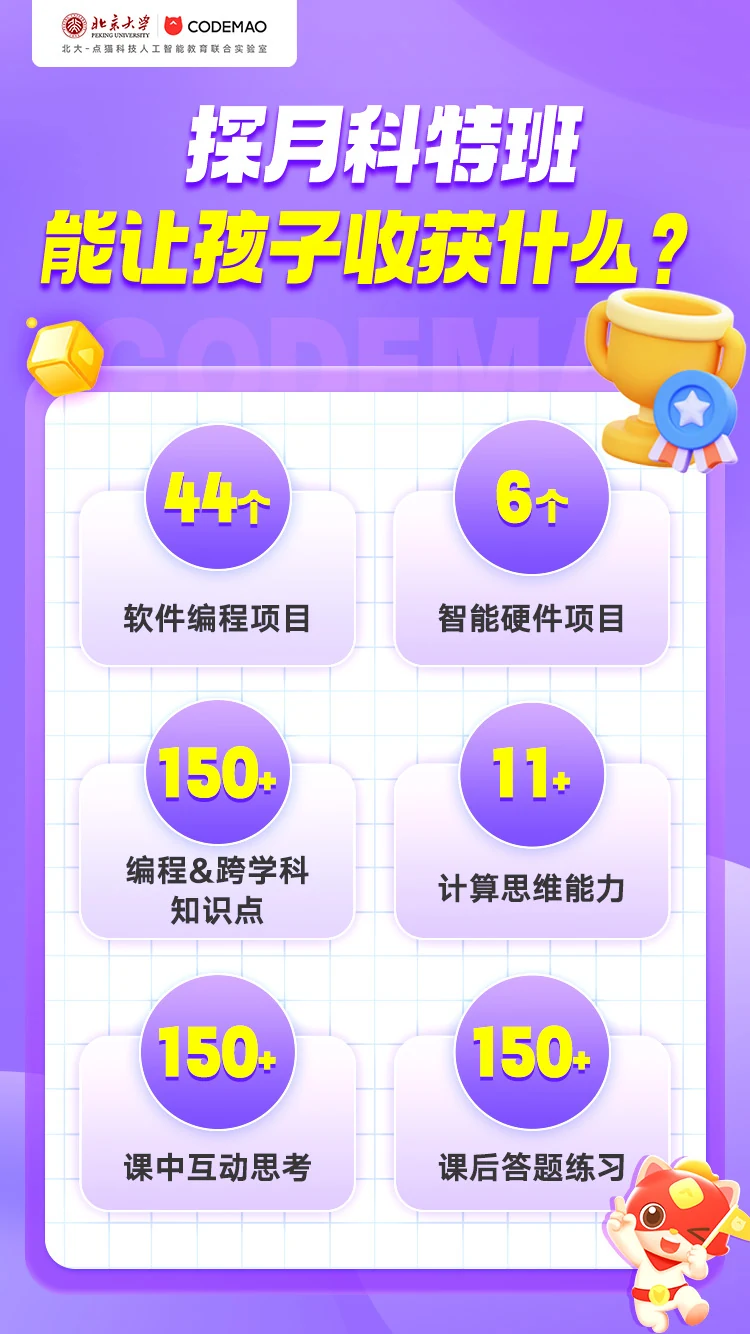 北京大学
PEKING UNIVERSITY
CODEMAO
北大-点猫科技人工智能教育联合实验室
探月科特班
能让孩子收获什么？
CODEMAO
44个
软件编程项目
6个
智能硬件项目
150+
编程&跨学科
知识点
11+
计算思维能力
150+
课中互动思考
150+
课后答题练习